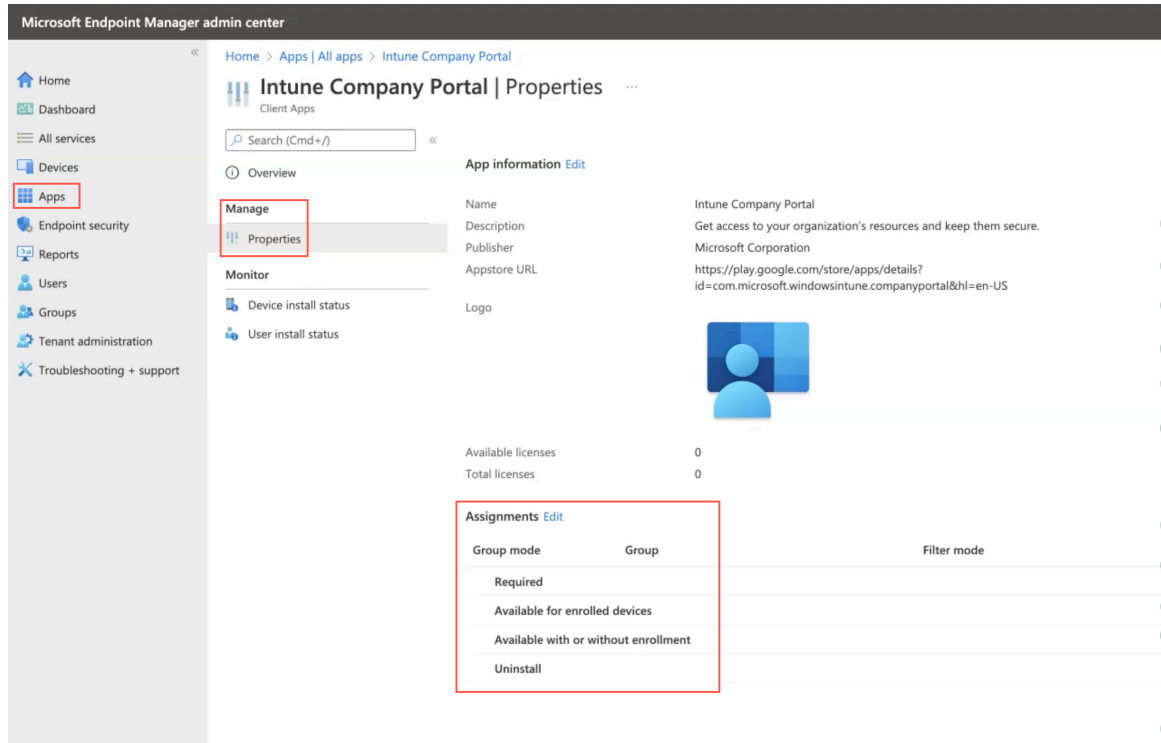 Microsoft Endpoint Manager admin center
«
Home > Apps | All apps > Intune Company Portal
Intune Company Portal | Properties ...
Client Apps
Home
Dashboard
All services
Devices
Apps
Endpoint security
Reports
Users
Groups
Tenant administration
Troubleshooting + support
Search (Cmd+/) «
Overview
Manage
Properties
Monitor
Device install status
User install status
App information Edit
Name Intune Company Portal
Description Get access to your organization's resources and keep them secure.
Publisher Microsoft Corporation
Appstore URL https://play.google.com/store/apps/details?
id=com.microsoft.windowsintune.companyportal&hl=en-US
Logo
Available licenses 0
Total licenses 0
Assignments Edit
Group mode Group Filter mode
Required
Available for enrolled devices
Available with or without enrollment
Uninstall